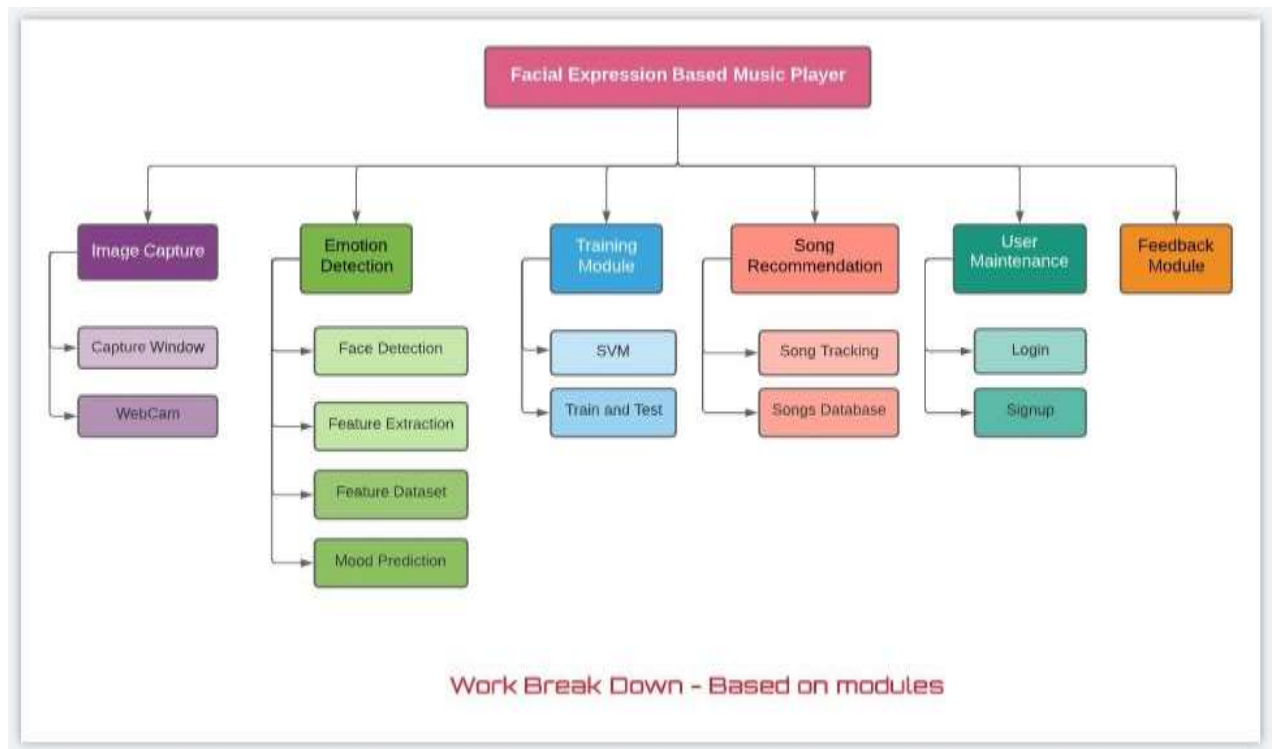 Facial Expression Based Music Player
Image Capture
Capture Window
WebCam
Emotion
Detection
Face Detection
Feature Extraction
Feature Dataset
Mood Prediction
Training
Module
SVM
Train and Test
Song
Recommendation
Song Tracking
Songs Database
User
Maintenance
Login
Signup
Feedback
Module
Work Break Down - Based on modules